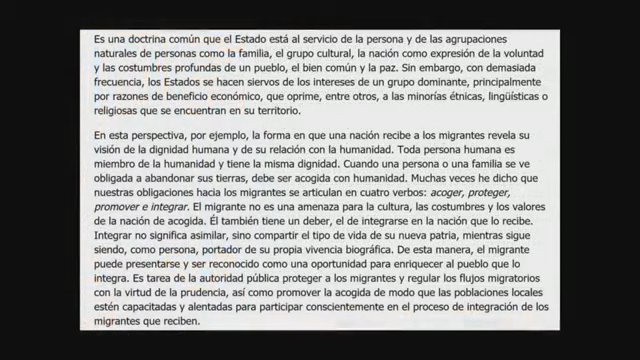 Es una doctrina común que el Estado está al servicio de la persona y de las agrupaciones
naturales de personas como la familia, el grupo cultural, la nación como expresión de la voluntad
y las costumbres profundas de un pueblo, el bien común y la paz. Sin embargo, con demasiada
frecuencia, los Estados se hacen siervos de los intereses de un grupo dominante, principalmente
por razones de beneficio económico, que oprime, entre otros, a las minorías étnicas, lingüísticas o
religiosas que se encuentran en su territorio.
En esta perspectiva, por ejemplo, la forma en que una nación recibe a los migrantes revela su
visión de la dignidad humana y de su relación con la humanidad. Toda persona humana es
miembro de la humanidad y tiene la misma dignidad. Cuando una persona o una familia se ve
obligada a abandonar sus tierras, debe ser acogida con humanidad. Muchas veces he dicho que
nuestras obligaciones hacia los migrantes se articulan en cuatro verbos: acoger, proteger,
promover e integrar. El migrante no es una amenaza para la cultura, las costumbres y los valores
de la nación de acogida. Él también tiene un deber, el de integrarse en la nación que lo recibe.
Integrar no significa asimilar, sino compartir el tipo de vida de su nueva patria, mientras sigue
siendo, como persona, portador de su propia vivencia biográfica. De esta manera, el migrante
puede presentarse y ser reconocido como una oportunidad para enriquecer al pueblo que lo
integra. Es tarea de la autoridad pública proteger a los migrantes y regular los flujos migratorios
con la virtud de la prudencia, así como promover la acogida de modo que las poblaciones locales
estén capacitadas y alentadas para participar conscientemente en el proceso de integración de los
migrantes que reciben.